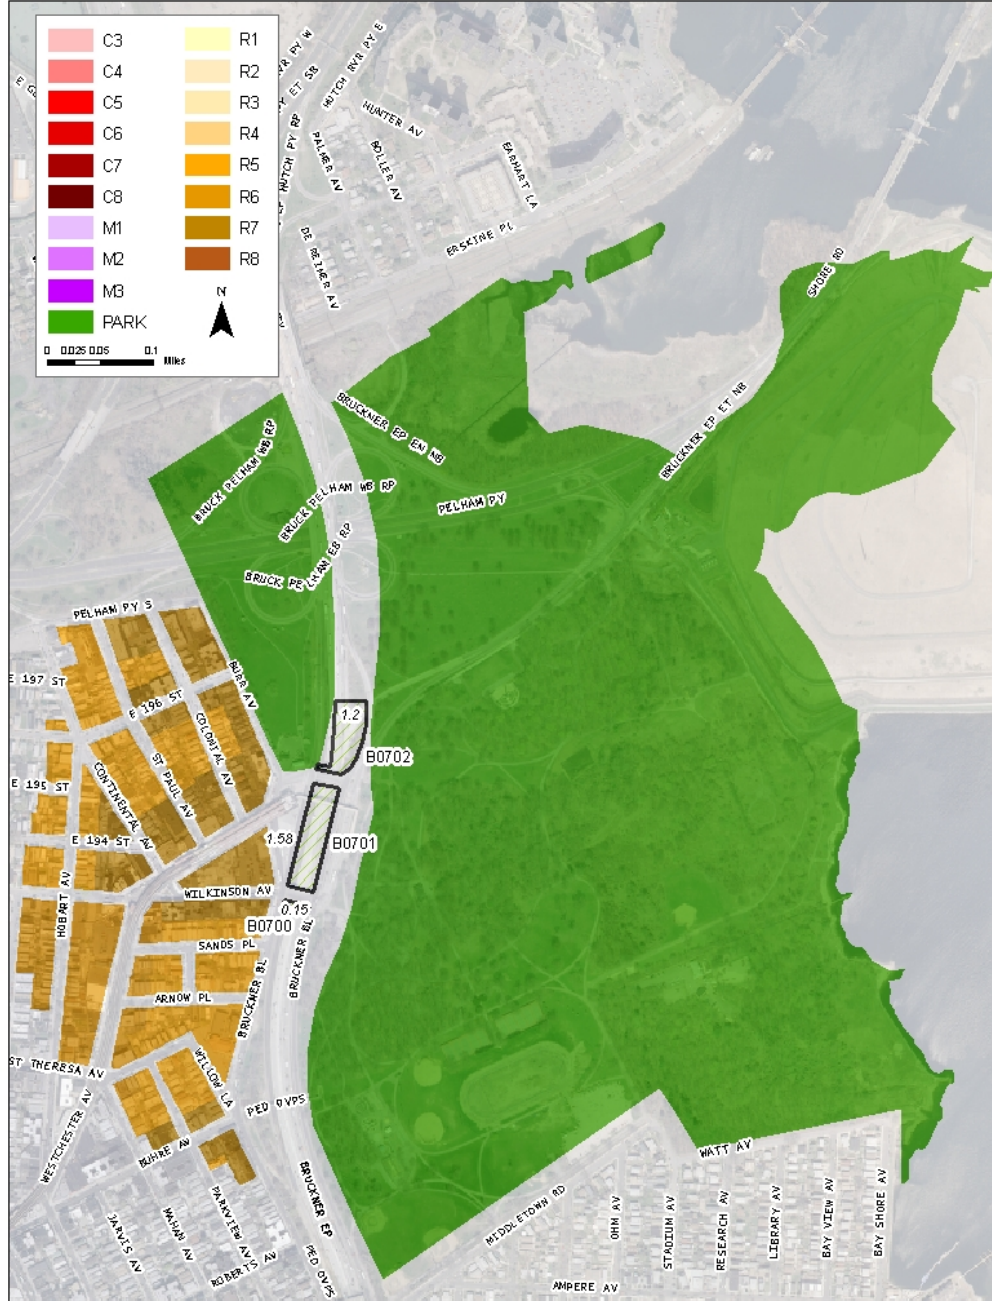 C3
C4
C5
C6
C7
C8
M1
M2
M3
PARK
R1
R2
R3
R4
R5
R6
R7
R8
N
0 0.025 0.05 0.1
Miles
HUTCH RVR PY E
HUNTER AV
PALMER AV
BOLLER AV
EARHART LA
ERSKINE PL
DE REIMER AV
SHORE RD
BRUCKNER EP EN NB
BRUCKNER EP ET NB
BRUCK PELHAM WB RP
BRUCK PELHAM WB RP
PELHAM PY
BRUCK PELHAM EB RP
PELHAM PY S
E 197 ST
BURR AV
E 196 ST
COLONIAL AV
ST PAUL AV
CONTINENTAL AV
E 195 ST
E 194 ST
HOBART AV
1.2
B0702
1.58
B0701
WILKINSON AV
0.15
B0700
SANDS PL
BRUCKNER BL
BRUCKNER BL
ARNOW PL
ST THERESA AV
WILLOW LA
PED OVPS
WESTCHESTER AV
BUHRE AV
WATT AV
BRUCKNER EP
MIDDLETOWN RD
PARKVIEW AV
MAHAN AV
JARVIS AV
ROBERTS AV
PED OVPS
OHM AV
STADIUM AV
RESEARCH AV
LIBRARY AV
BAY VIEW AV
BAY SHORE AV
AMPERE AV